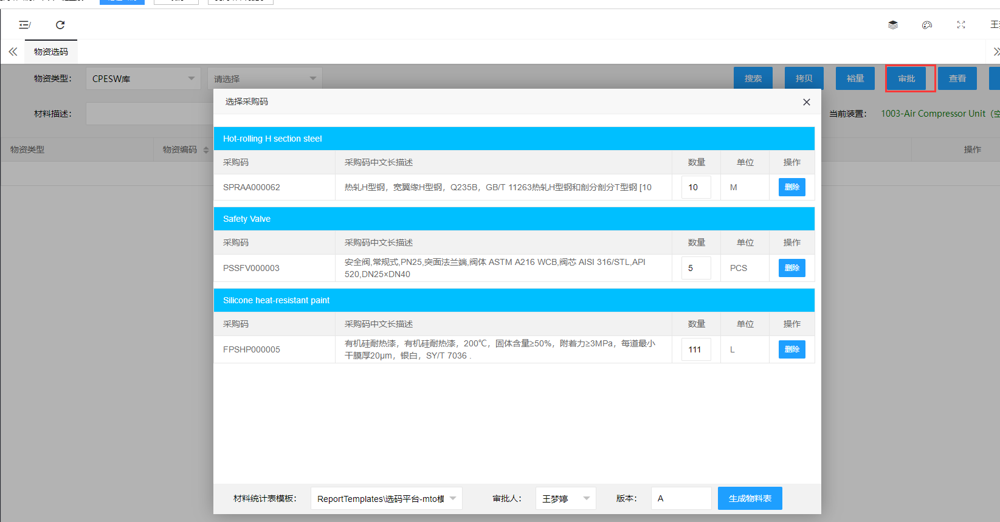 物资选码
物资类型： CPESW库 请选择 搜索 拷贝 裕量 审批 查看
选择采购码
材料描述： 当前装置： 1003-Air Compressor Unit（空
物资类型 物资编码 操作
Hot-rolling H section steel
采购码 采购码中文长描述 数量 单位 操作
SPRAA000062 热轧H型钢，宽翼缘H型钢，Q235B，GB/T 11263热轧H型钢和剖分剖分T型钢 [10 10 M 删除
Safety Valve
采购码 采购码中文长描述 数量 单位 操作
PSSFV000003 安全阀,常规式,PN25,突面法兰端,阀体 ASTM A216 WCB,阀芯 AISI 316/STL,API
520,DN25×DN40 5 PCS 删除
Silicone heat-resistant paint
采购码 采购码中文长描述 数量 单位 操作
FPSHP000005 有机硅耐热漆，有机硅耐热漆，200℃，固体含量≥50%，附着力≥3MPa，每道最小
干膜厚20μm，银白，SY/T 7036 . 111 L 删除
材料统计表模板： ReportTemplates\选码平台-mto模 审批人： 王梦婷 版本： A 生成物料表